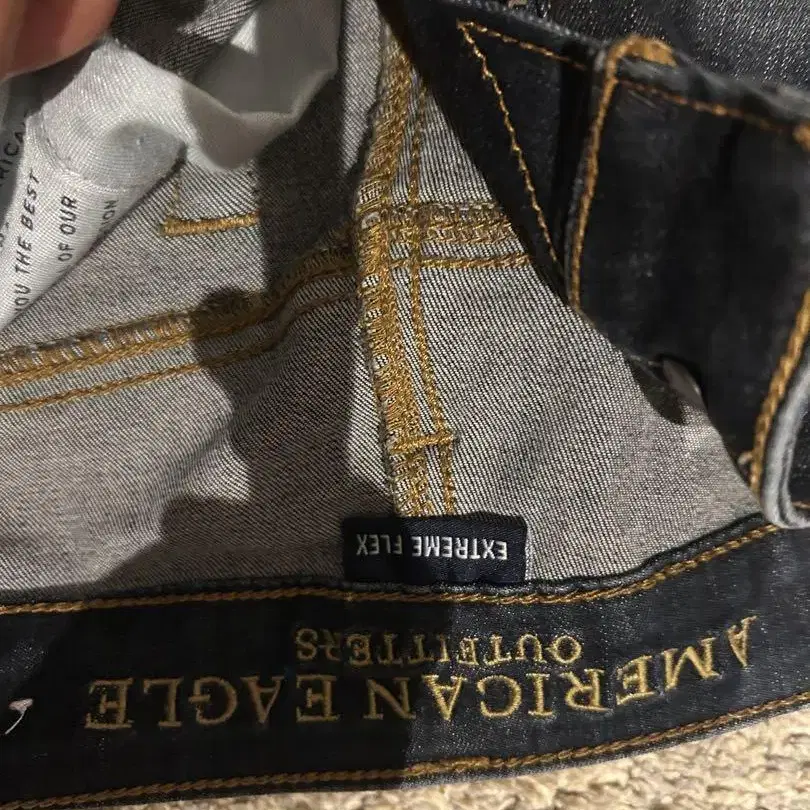 EXTREME FLEX
AMERICAN EAGLE
OUTFITTERS
YOU THE BEST
OF OUR